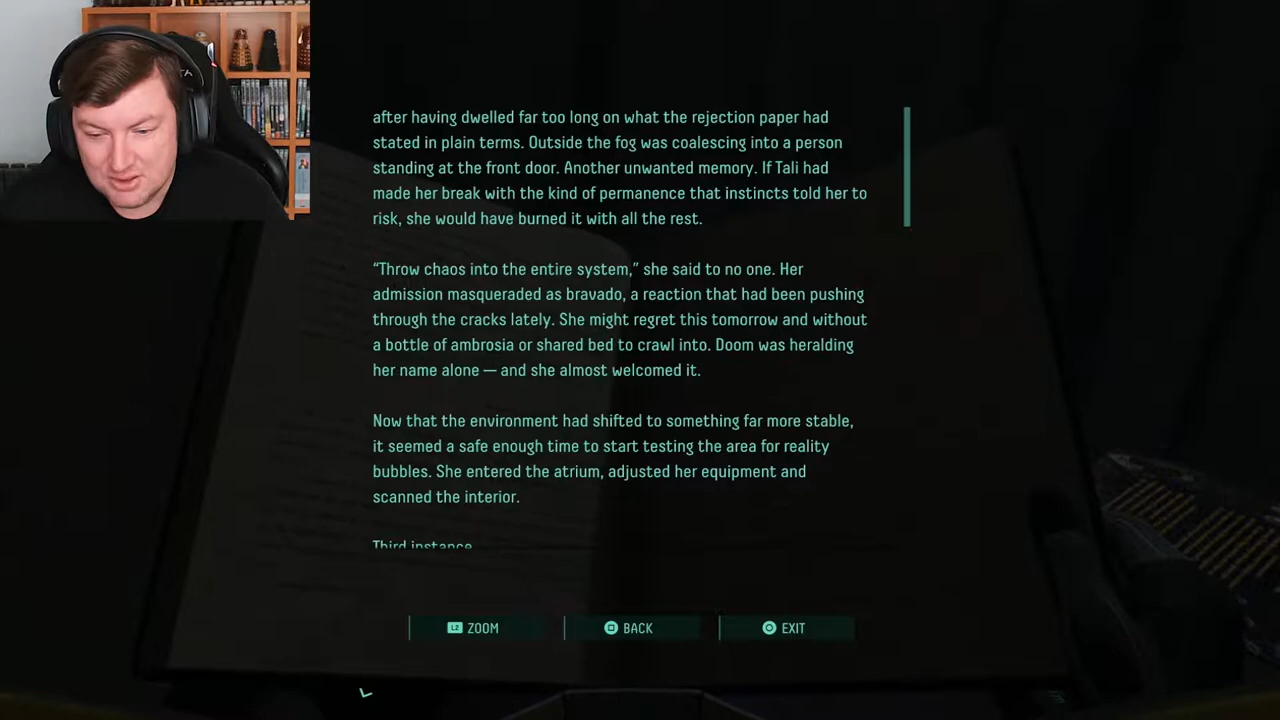 after having dwelled far too long on what the rejection paper had
stated in plain terms. Outside the fog was coalescing into a person
standing at the front door. Another unwanted memory. If Tali had
made her break with the kind of permanence that instincts told her to
risk, she would have burned it with all the rest.
“Throw chaos into the entire system,” she said to no one. Her
admission masqueraded as bravado, a reaction that had been pushing
through the cracks lately. She might regret this tomorrow and without
a bottle of ambrosia or shared bed to crawl into. Doom was heralding
her name alone — and she almost welcomed it.
Now that the environment had shifted to something far more stable,
it seemed a safe enough time to start testing the area for reality
bubbles. She entered the atrium, adjusted her equipment and
scanned the interior.
Third instance
L2 ZOOM BACK EXIT